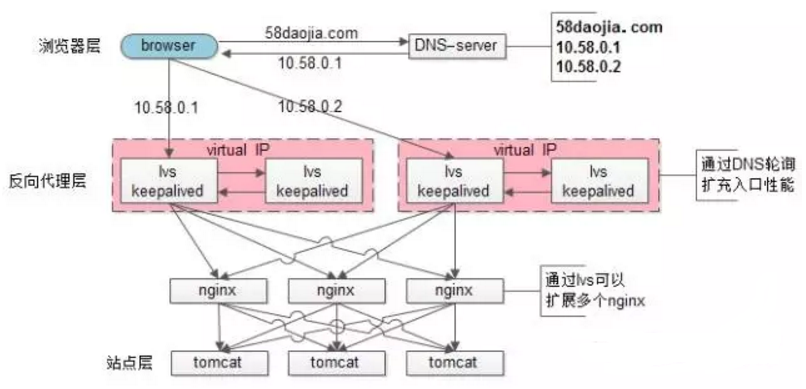 58daojia.com
浏览器层
browser
DNS-server
10.58.0.1
58daojia.com
10.58.0.1
10.58.0.2
10.58.0.1
10.58.0.2
virtual IP
virtual IP
反向代理层
lvs
keepalived
lvs
keepalived
lvs
keepalived
lvs
keepalived
通过DNS轮询
扩充入口性能
nginx
nginx
nginx
通过lvs可以
扩展多个nginx
站点层
tomcat
tomcat
tomcat